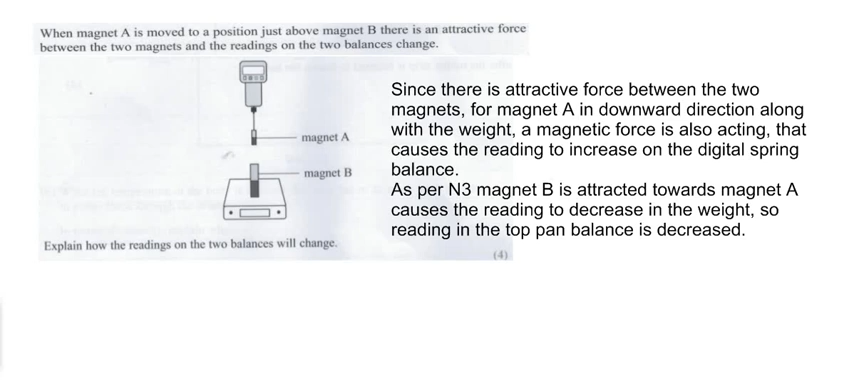 When magnet A is moved to a position just above magnet B there is an attractive force
between the two magnets and the readings on the two balances change.
magnet A
magnet B
Explain how the readings on the two balances will change.
(4)
Since there is attractive force between the two
magnets, for magnet A in downward direction along
with the weight, a magnetic force is also acting, that
causes the reading to increase on the digital spring
balance.
As per N3 magnet B is attracted towards magnet A
causes the reading to decrease in the weight, so
reading in the top pan balance is decreased.